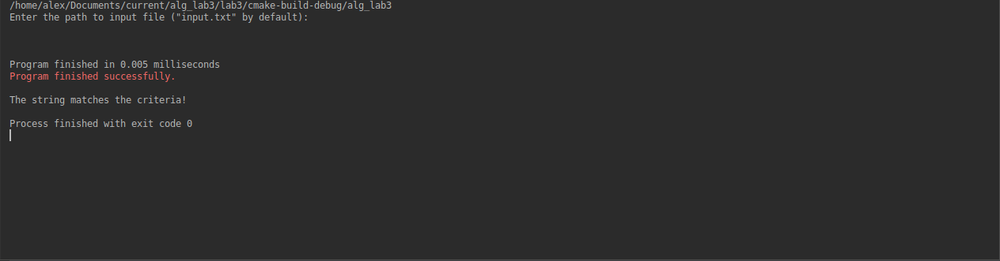 /home/alex/Documents/current/alg_lab3/lab3/cmake-build-debug/alg_lab3
Enter the path to input file ("input.txt" by default):
Program finished in 0.005 milliseconds
Program finished successfully.
The string matches the criteria!
Process finished with exit code 0